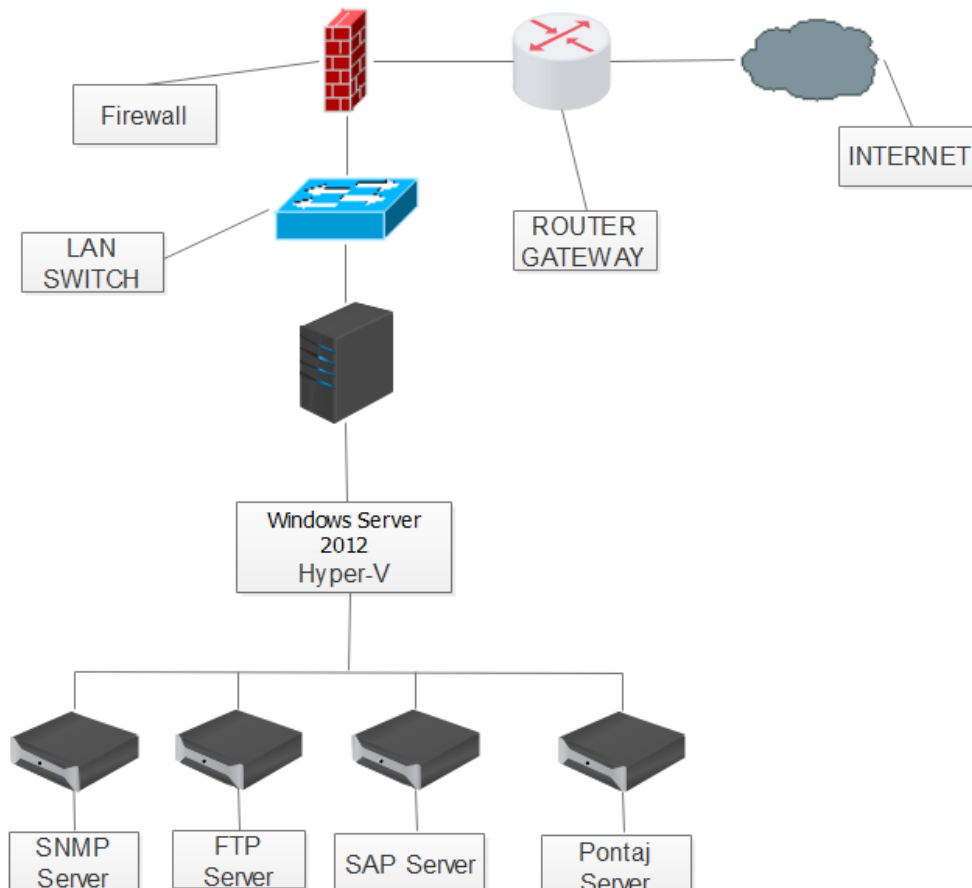 Firewall
INTERNET
ROUTER
GATEWAY
LAN
SWITCH
Windows Server
2012
Hyper-V
SNMP
Server
FTP
Server
SAP Server
Pontaj
Server